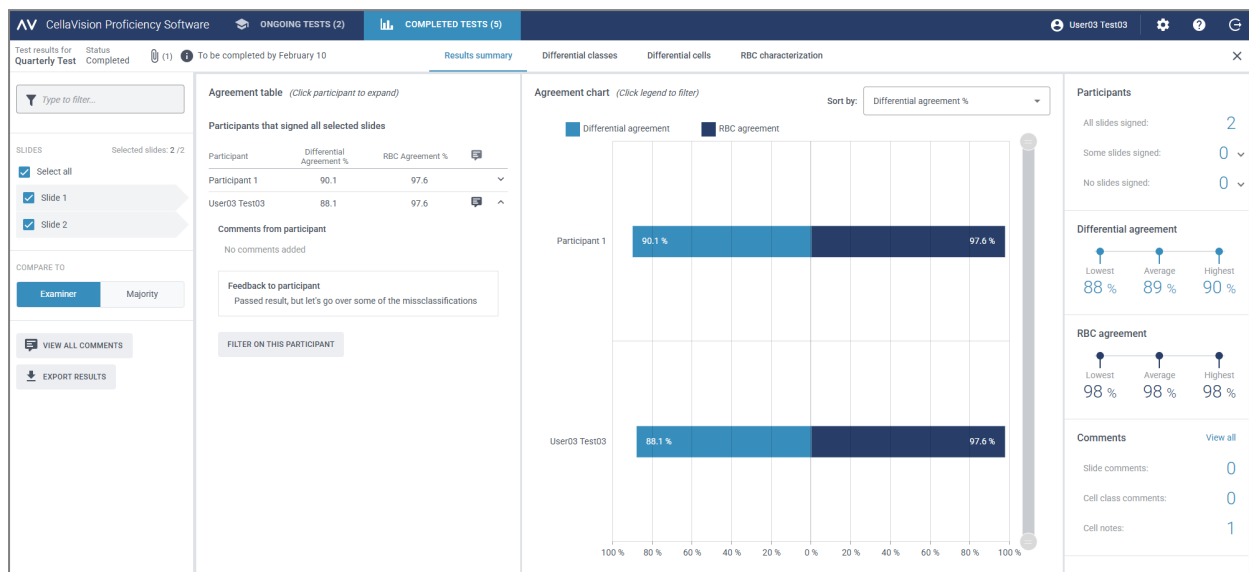 CellaVision Proficiency Software
ONGOING TESTS (2)
COMPLETED TESTS (5)
User03 Test03
Test results for
Quarterly Test
Status
Completed
(1)
To be completed by February 10
Results summary
Differential classes
Differential cells
RBC characterization
Type to filter...
SLIDES
Selected slides: 2 /2
Select all
Slide 1
Slide 2
COMPARE TO
Examiner
Majority
VIEW ALL COMMENTS
EXPORT RESULTS
Agreement table (Click participant to expand)
Participants that signed all selected slides
Participant
Differential
Agreement %
RBC Agreement %
Participant 1 90.1 97.6
User03 Test03 88.1 97.6
Comments from participant
No comments added
Feedback to participant
Passed result, but let's go over some of the missclassifications
FILTER ON THIS PARTICIPANT
Agreement chart (Click legend to filter)
Sort by:
Differential agreement %
Differential agreement
RBC agreement
Participant 1
90.1 %
97.6 %
User03 Test03
88.1 %
97.6 %
100 % 80 % 60 % 40 % 20 % 0 % 20 % 40 % 60 % 80 % 100 %
Participants
All slides signed: 2
Some slides signed: 0
No slides signed: 0
Differential agreement
Lowest Average Highest
88 % 89 % 90 %
RBC agreement
Lowest Average Highest
98 % 98 % 98 %
Comments
View all
Slide comments: 0
Cell class comments: 0
Cell notes: 1